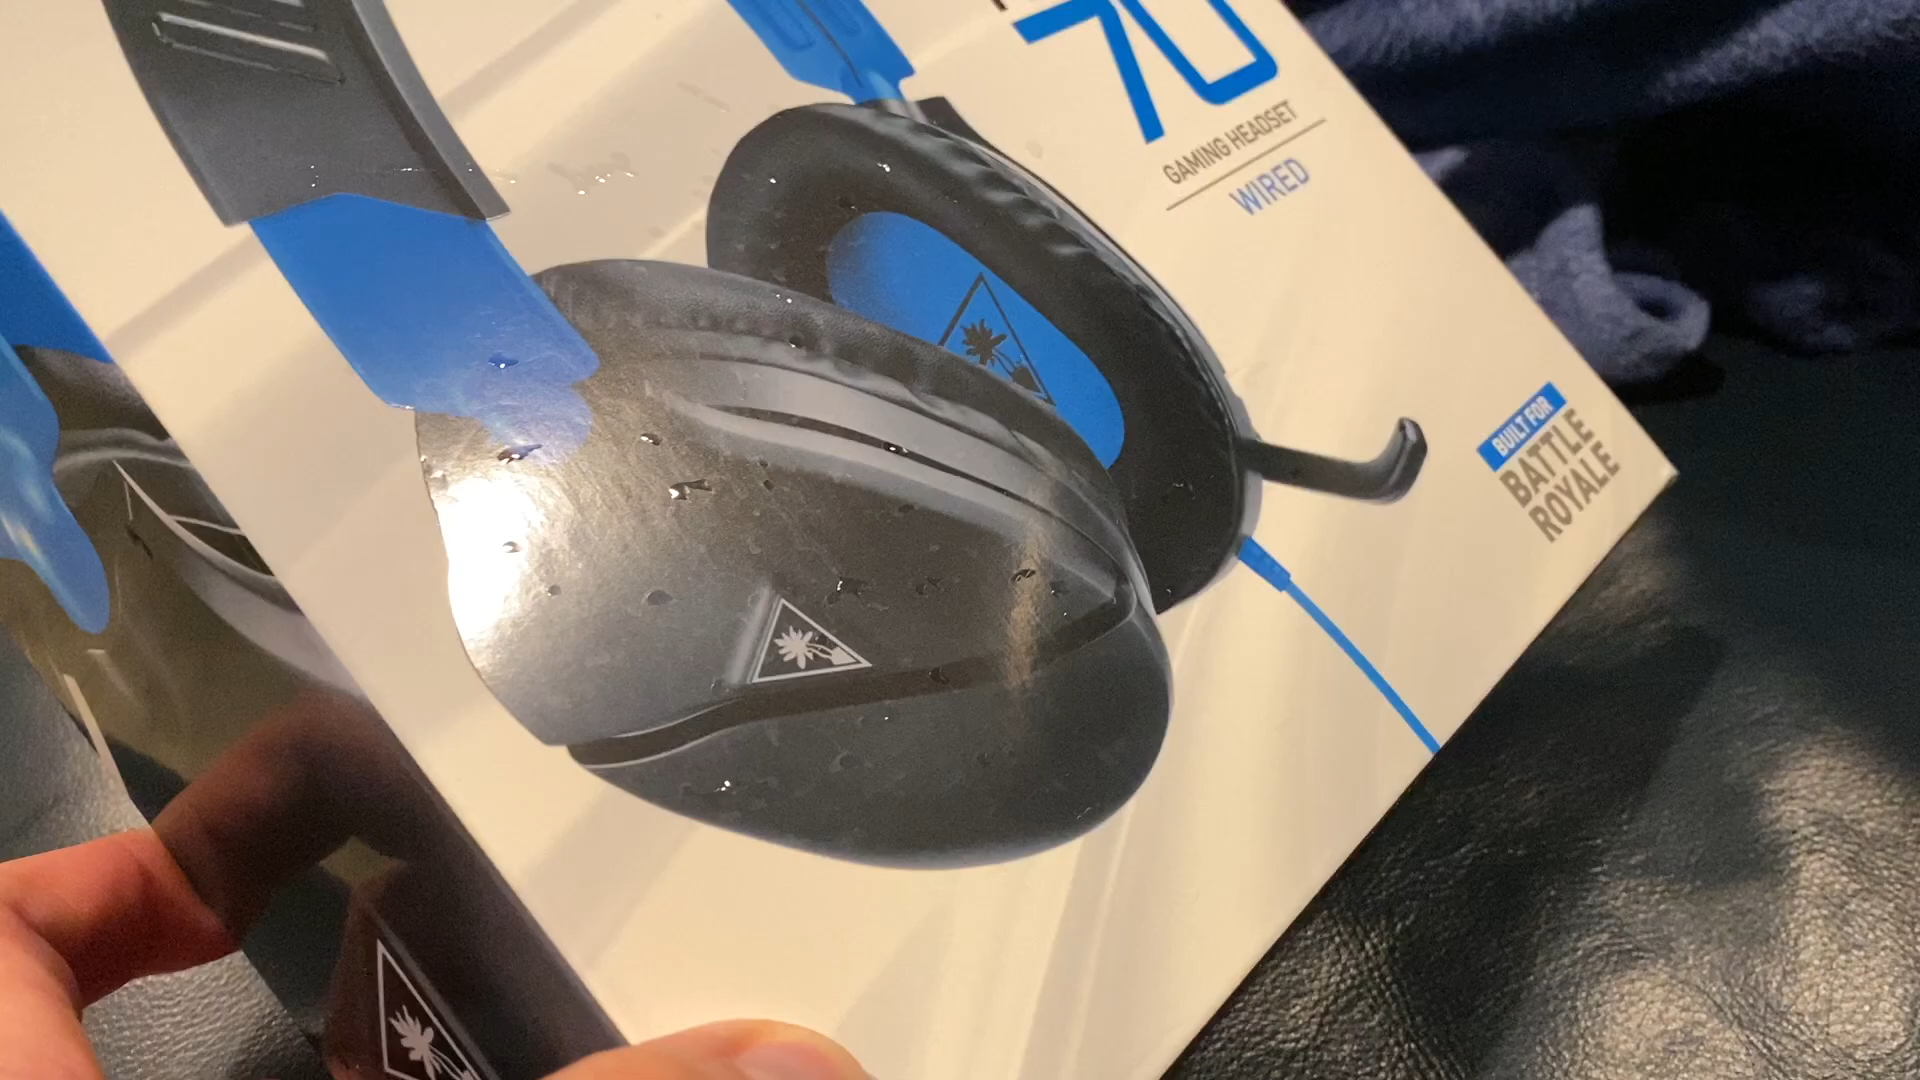 70
GAMING HEADSET
WIRED
BUILT FOR
BATTLE
ROYALE